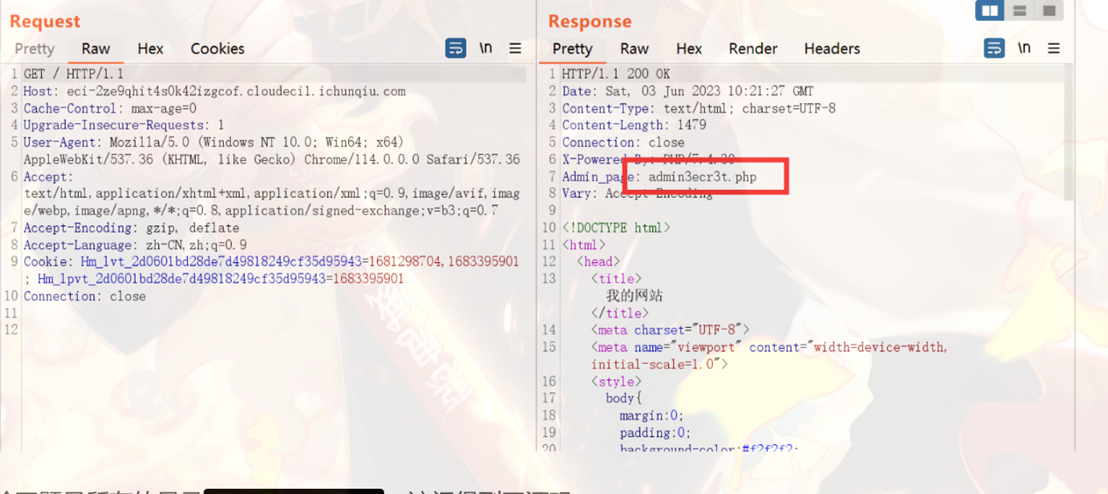 Request
Pretty Raw Hex Cookies \n
1 GET / HTTP/1.1
2 Host: eci-2ze9qhit4s0k42izgcof.cloudeci1.ichunqiu.com
3 Cache-Control: max-age=0
4 Upgrade-Insecure-Requests: 1
5 User-Agent: Mozilla/5.0 (Windows NT 10.0; Win64; x64)
AppleWebKit/537.36 (KHTML, like Gecko) Chrome/114.0.0.0 Safari/537.36
6 Accept:
text/html,application/xhtml+xml,application/xml;q=0.9,image/avif,imag
e/webp,image/apng,*/*;q=0.8,application/signed-exchange;v=b3;q=0.7
7 Accept-Encoding: gzip, deflate
8 Accept-Language: zh-CN,zh;q=0.9
9 Cookie: Hm_lvt_2d0601bd28de7d49818249cf35d95943=1681298704,1683395901
; Hm_lpvt_2d0601bd28de7d49818249cf35d95943=1683395901
10 Connection: close
11
12
Response
Pretty Raw Hex Render Headers \n
1 HTTP/1.1 200 OK
2 Date: Sat, 03 Jun 2023 10:21:27 GMT
3 Content-Type: text/html; charset=UTF-8
4 Content-Length: 1479
5 Connection: close
6 X-Powered-By: PHP/7.4.30
7 Admin_page: admin3ecr3t.php
8 Vary: Accept-Encoding
9
10 <!DOCTYPE html>
11 <html>
12 <head>
13 <title>
我的网站
</title>
14 <meta charset="UTF-8">
15 <meta name="viewport" content="width=device-width,
initial-scale=1.0">
16 <style>
17 body{
18 margin:0;
19 padding:0;
20 background-color:#f2f2f2;